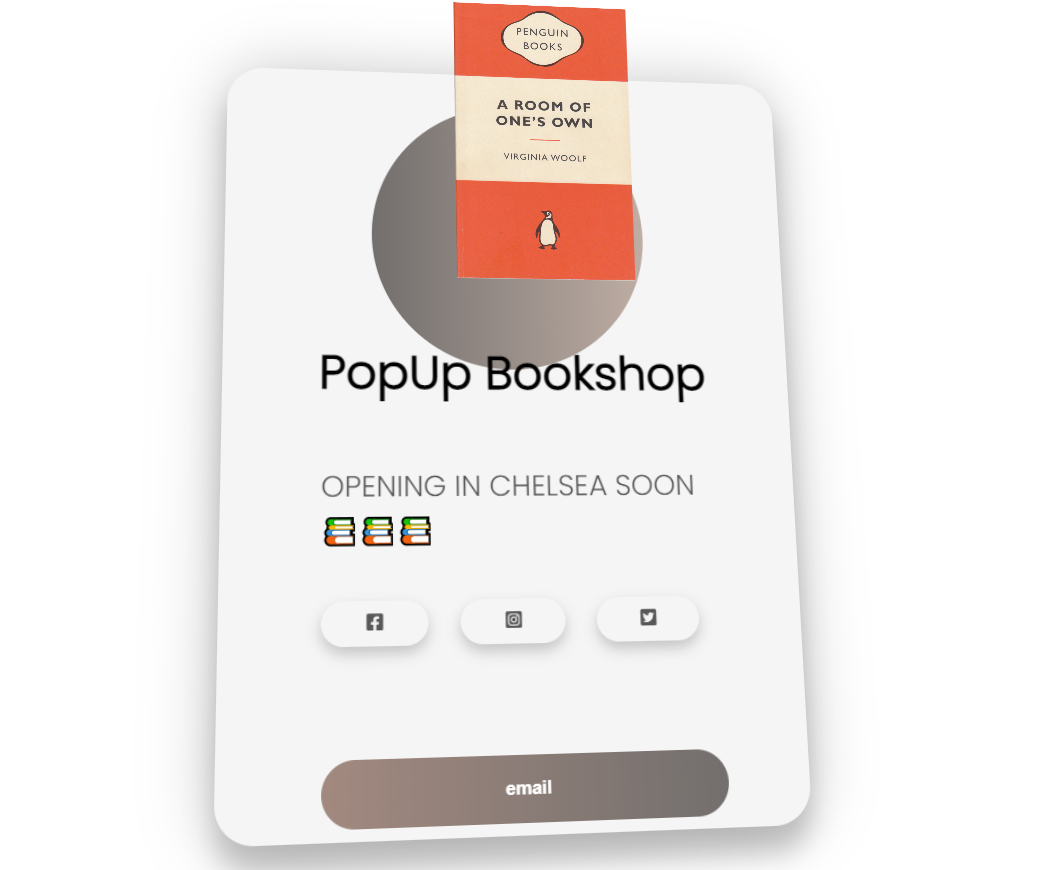 PENGUIN
BOOKS
A ROOM OF
ONE'S OWN
VIRGINIA WOOLF
PopUp Bookshop
OPENING IN CHELSEA SOON
📚📚📚
email